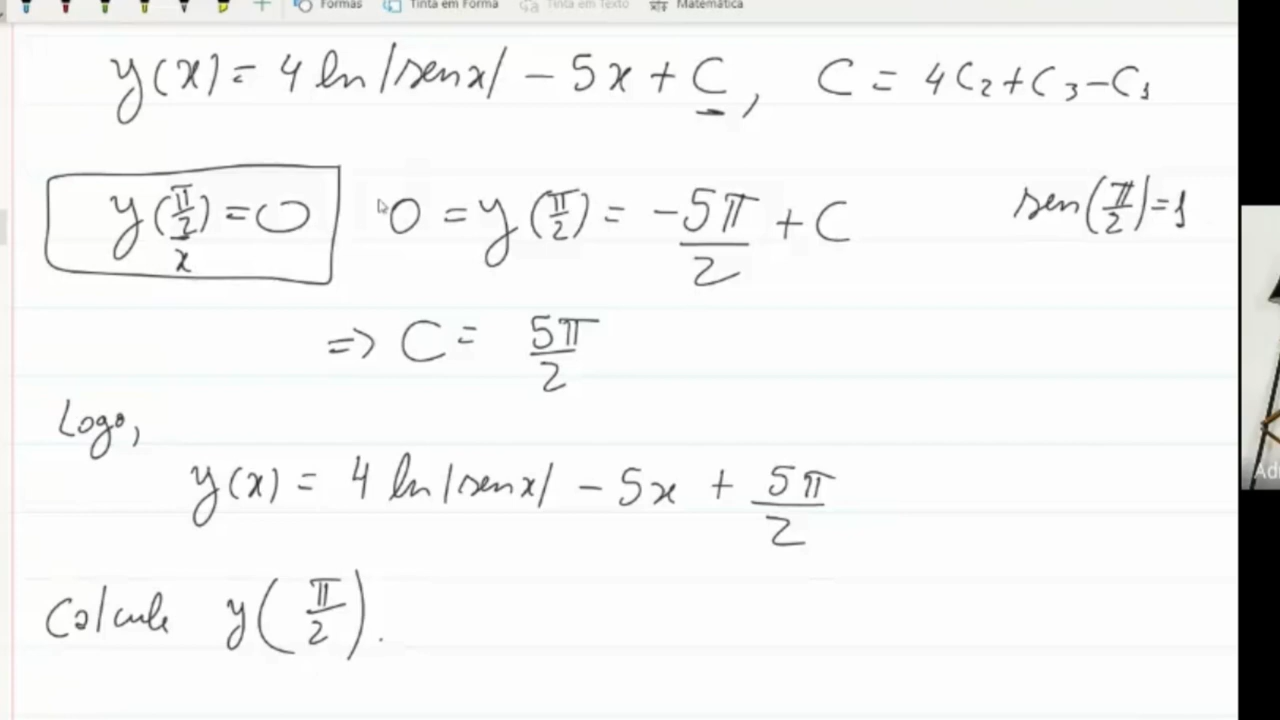 Formas Tinta em Forma Tinta em Texto Matemática
y(x) = 4 ln|sen x| - 5x + C, C = 4C₂ + C₃ - C₁
y(π/2) = 0 0 = y(π/2) = -5π/2 + C sen(π/2) = 1
x
=> C = 5π/2
Logo,
y(x) = 4 ln|sen x| - 5x + 5π/2
Calcule y(π/2).